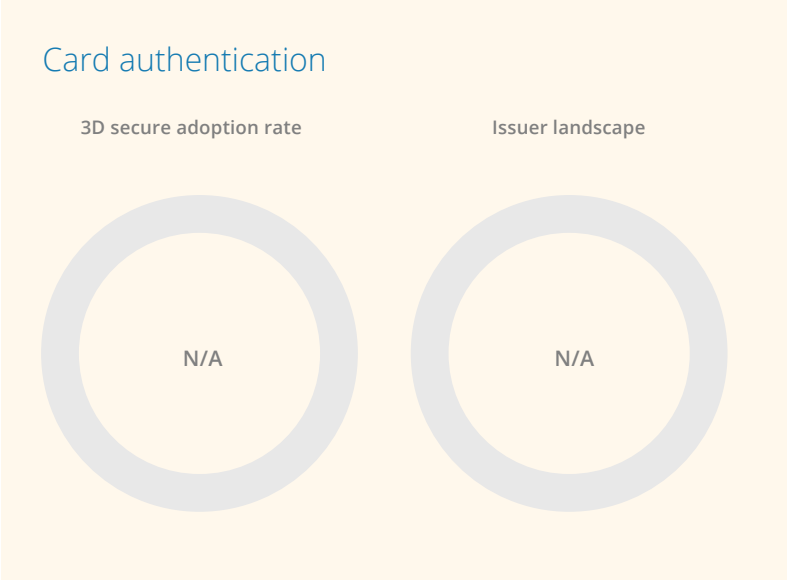 Card authentication
3D secure adoption rate
Issuer landscape
N/A
N/A